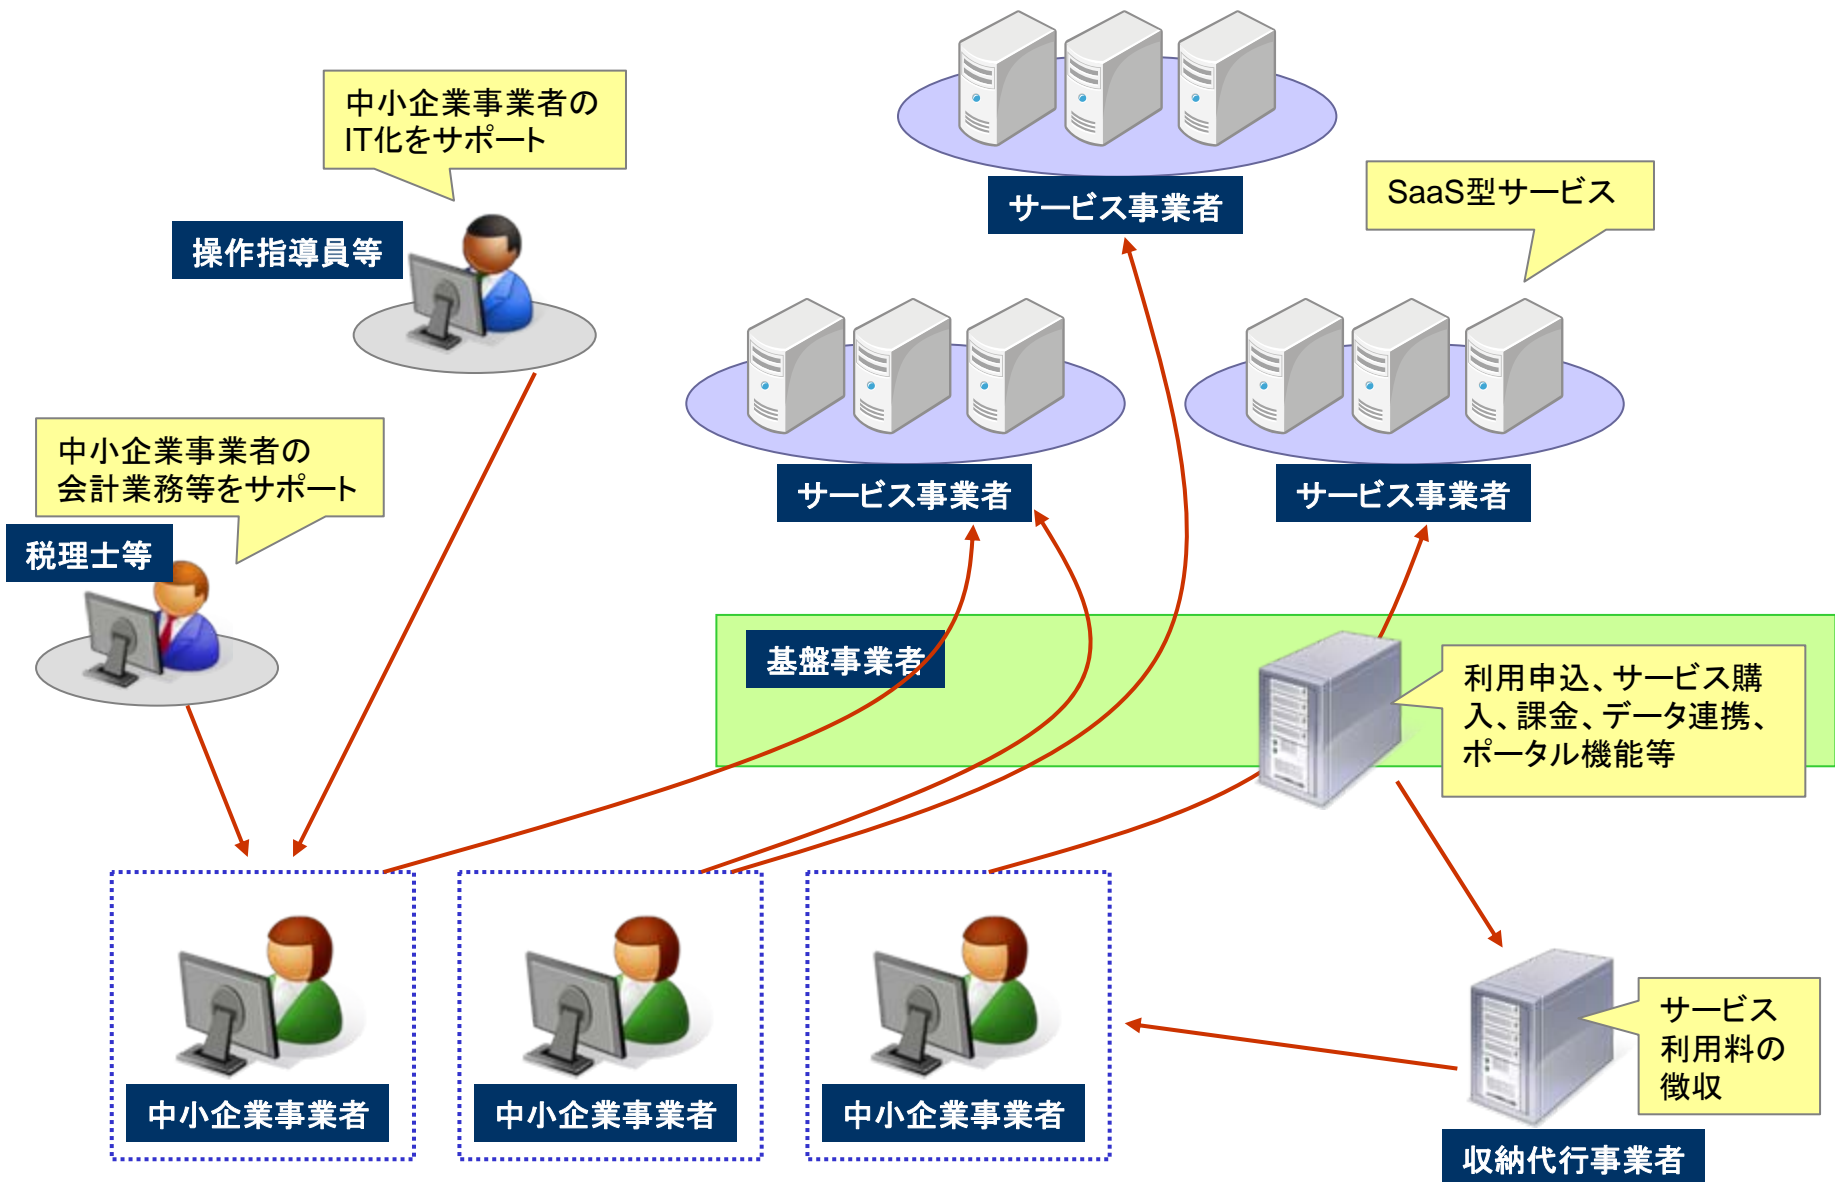 中小企業事業者の
IT化をサポート
サービス事業者
SaaS型サービス
操作指導員等
中小企業事業者の
会計業務等をサポート
サービス事業者
サービス事業者
税理士等
基盤事業者
利用申込、サービス購
入、課金、データ連携、
ポータル機能等
サービス
利用料の
徴収
中小企業事業者
中小企業事業者
中小企業事業者
収納代行事業者